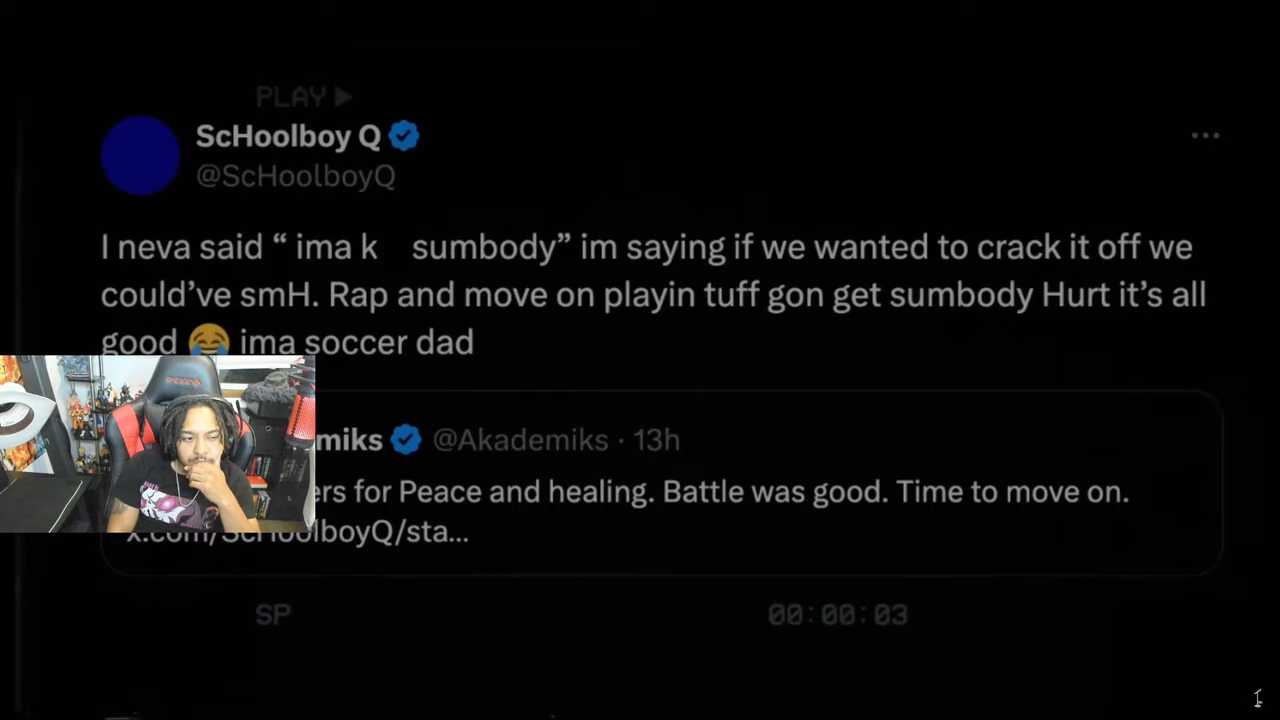 PLAY
ScHoolboy Q
@ScHoolboyQ
I neva said “ ima k sumbody” im saying if we wanted to crack it off we
could’ve smH. Rap and move on playin tuff gon get sumbody Hurt it’s all
good 😂 ima soccer dad
miks @Akademiks · 13h
ers for Peace and healing. Battle was good. Time to move on.
x.com/ScHoolboyQ/sta...
SP
00:00:03